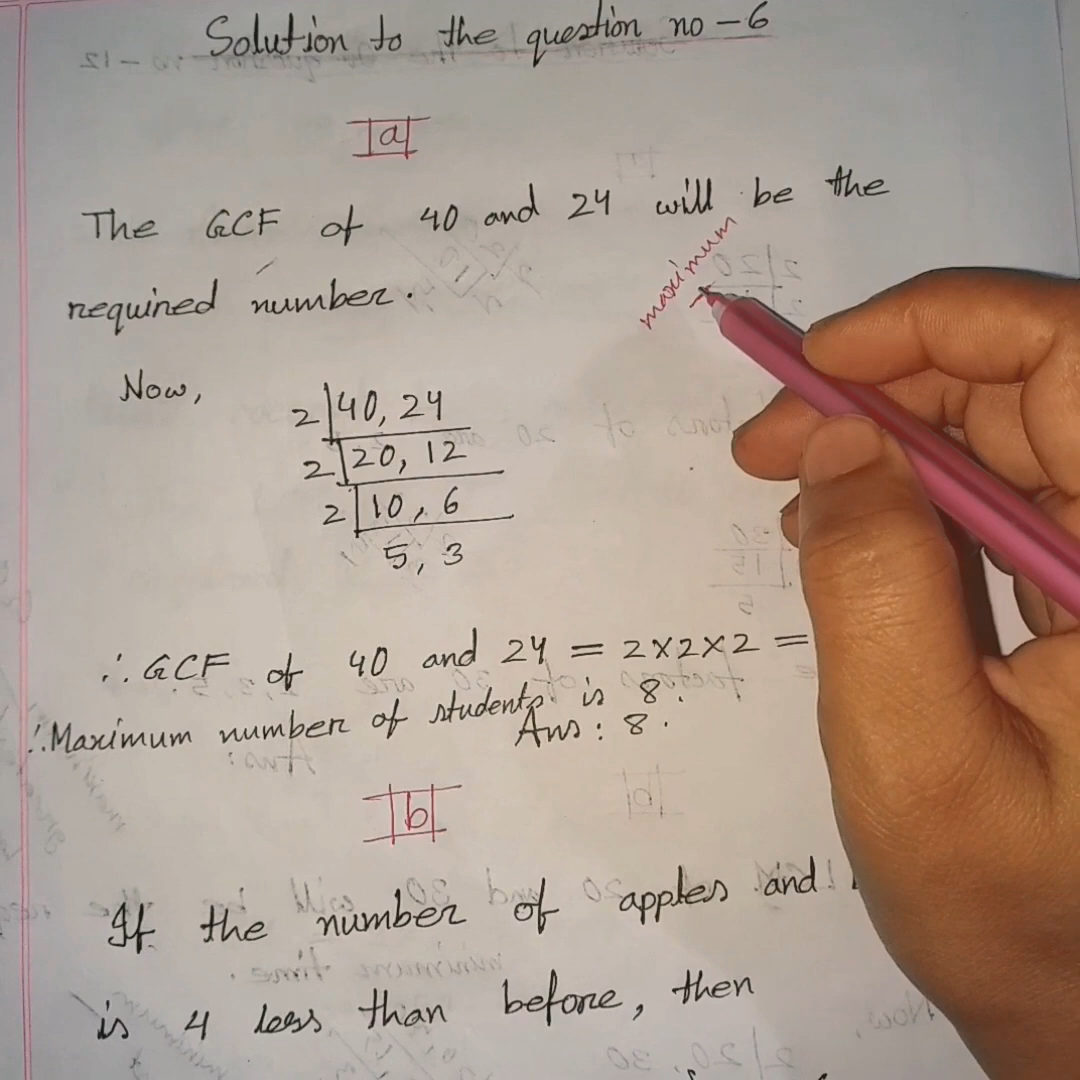 Solution to the question no - 6
a
The GCF of 40 and 24 will be the
maximum
required number.
Now,
2 40, 24
2 20, 12
2 10, 6
5, 3
∴ GCF of 40 and 24 = 2×2×2 =
∴ Maximum number of students is 8.
Ans: 8.
b
If the number of apples and
is 4 less than before, then